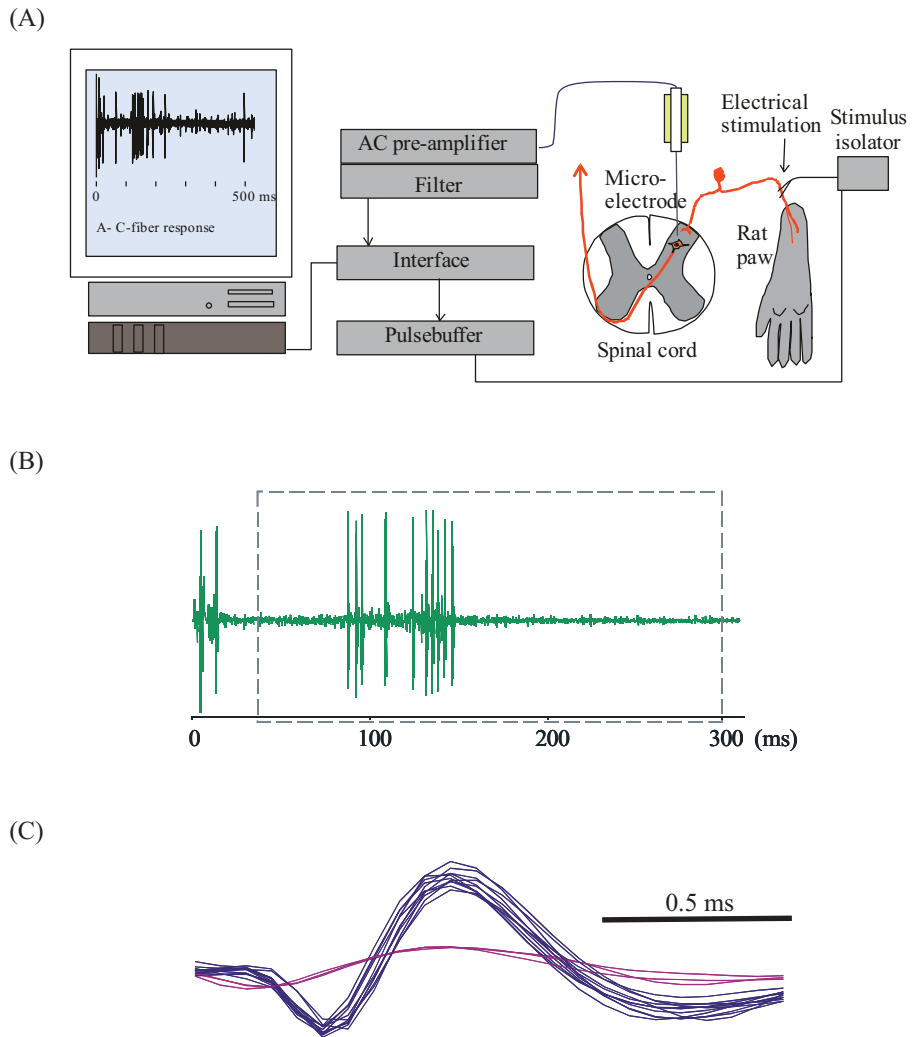 (A)
500 ms
A- C-fiber response
AC pre-amplifier
Filter
Interface
Pulsebuffer
Micro-
electrode
Spinal cord
Electrical
stimulation
Stimulus
isolator
Rat
paw
(B)
0 100 200 300 (ms)
(C)
0.5 ms